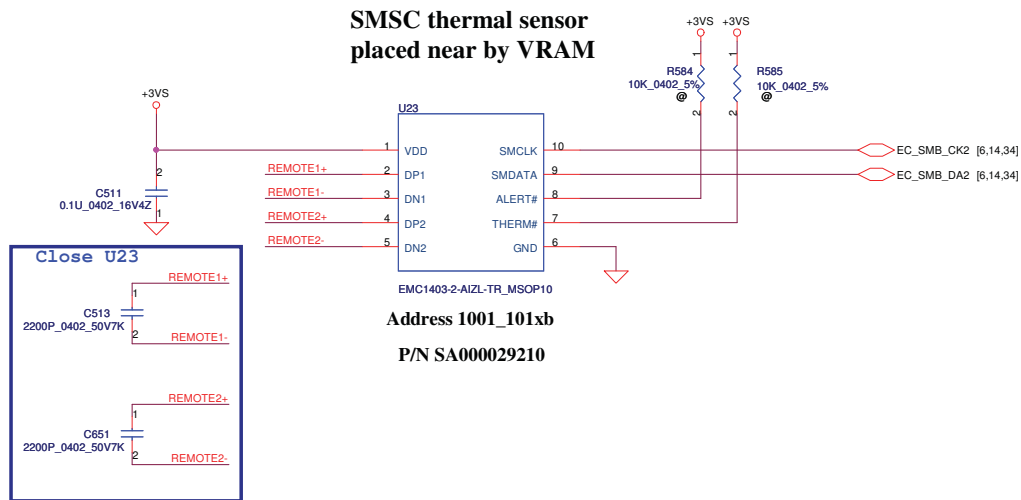 SMSC thermal sensor
placed near by VRAM
+3VS +3VS
1 1
R584 R585
10K_0402_5% 10K_0402_5%
@ @
2 2
+3VS
2
C511
0.1U_0402_16V4Z
1
U23
1 VDD SMCLK 10 EC_SMB_CK2 [6,14,34]
REMOTE1+ 2 DP1 SMDATA 9 EC_SMB_DA2 [6,14,34]
REMOTE1- 3 DN1 ALERT# 8
REMOTE2+ 4 DP2 THERM# 7
REMOTE2- 5 DN2 GND 6
EMC1403-2-AIZL-TR_MSOP10
Address 1001_101xb
P/N SA000029210
Close U23
REMOTE1+
1
C513
2200P_0402_50V7K
2
REMOTE1-
REMOTE2+
1
C651
2200P_0402_50V7K
2
REMOTE2-